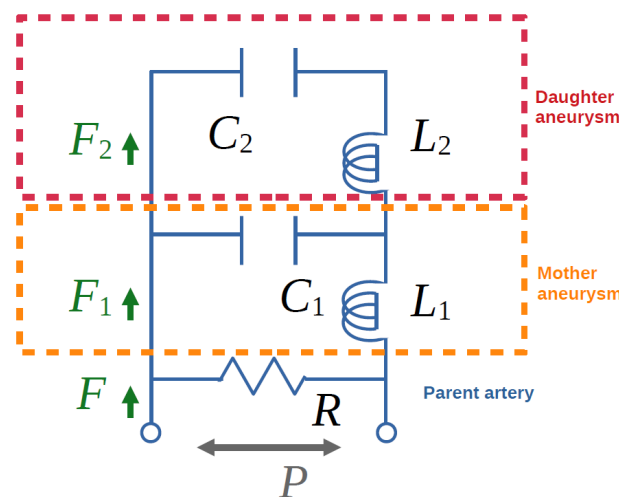 Daughter
aneurysm
F₂
C₂
L₂
Mother
aneurysm
F₁
C₁
L₁
F
Parent artery
R
P